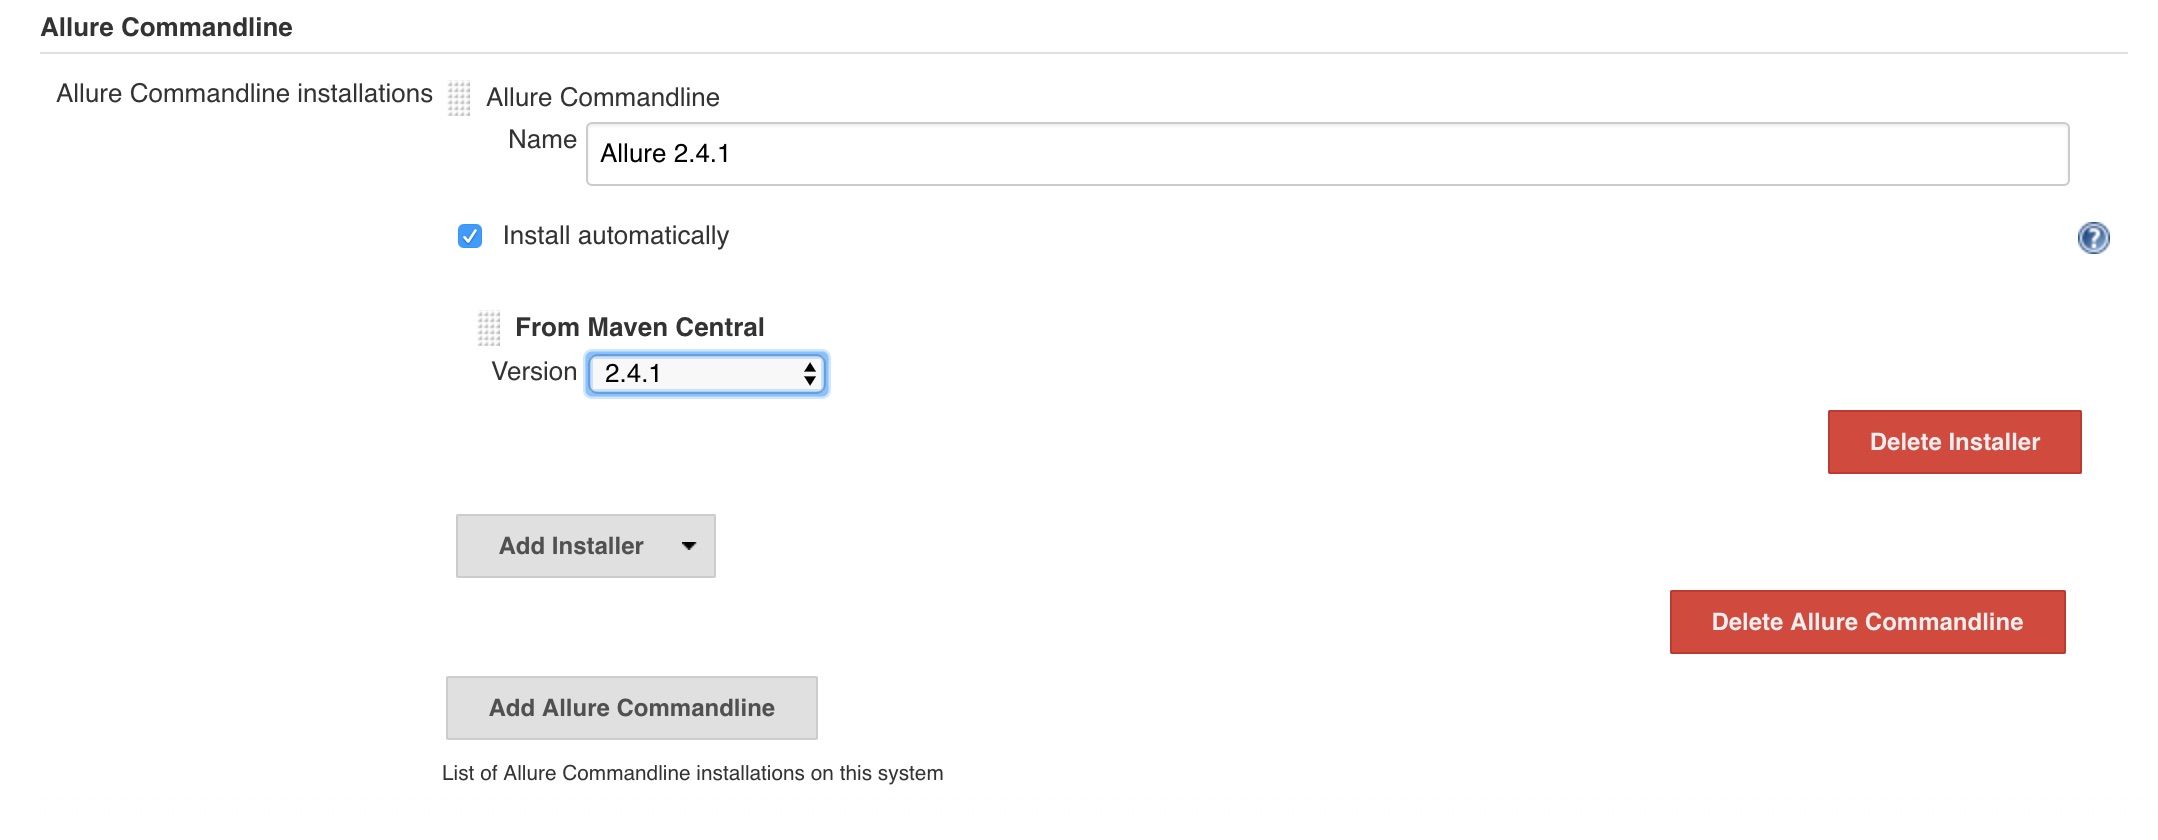 Allure Commandline
Allure Commandline installations
Allure Commandline
Name
Allure 2.4.1
Install automatically
?
From Maven Central
Version
2.4.1
Delete Installer
Add Installer
Delete Allure Commandline
Add Allure Commandline
List of Allure Commandline installations on this system